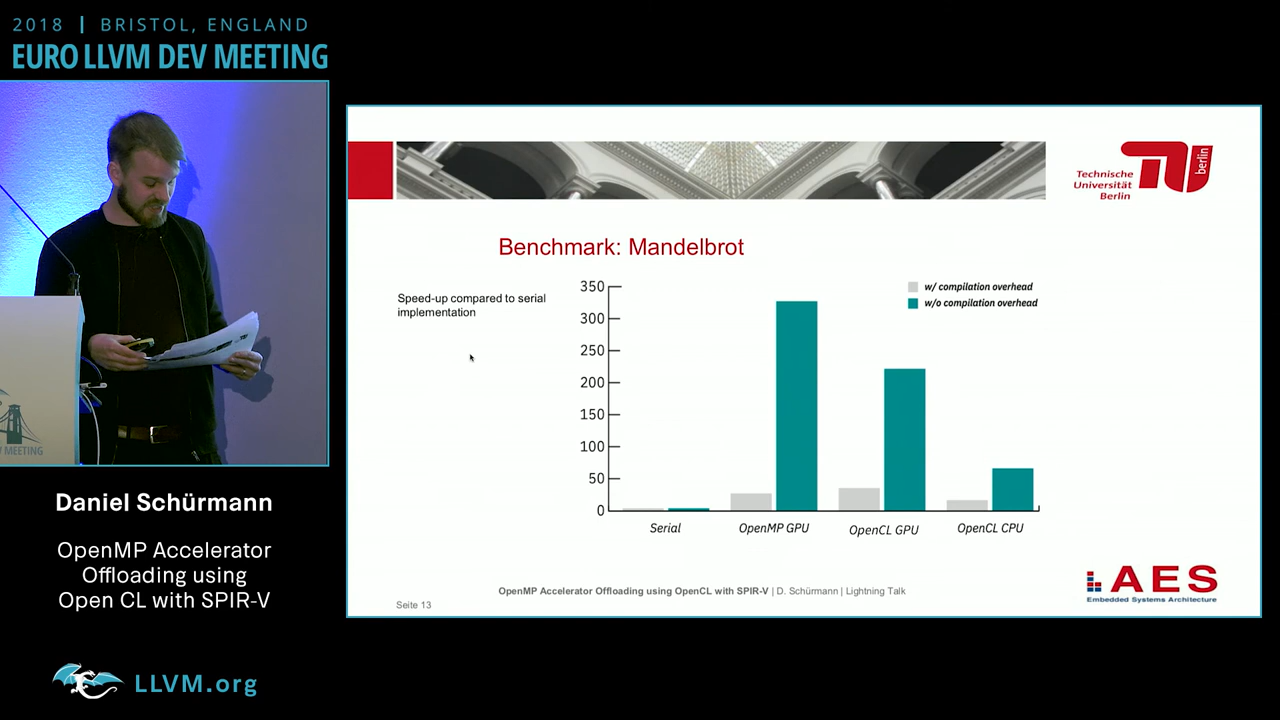 2018 | BRISTOL, ENGLAND
EURO LLVM DEV MEETING
MEETING
Daniel Schürmann
OpenMP Accelerator
Offloading using
Open CL with SPIR-V
LLVM.org
Technische
Universität
Berlin
berlin
Benchmark: Mandelbrot
Speed-up compared to serial
implementation
350
300
250
200
150
100
50
0
w/ compilation overhead
w/o compilation overhead
Serial
OpenMP GPU
OpenCL GPU
OpenCL CPU
OpenMP Accelerator Offloading using OpenCL with SPIR-V | D. Schürmann | Lightning Talk
Seite 13
AES
Embedded Systems Architecture